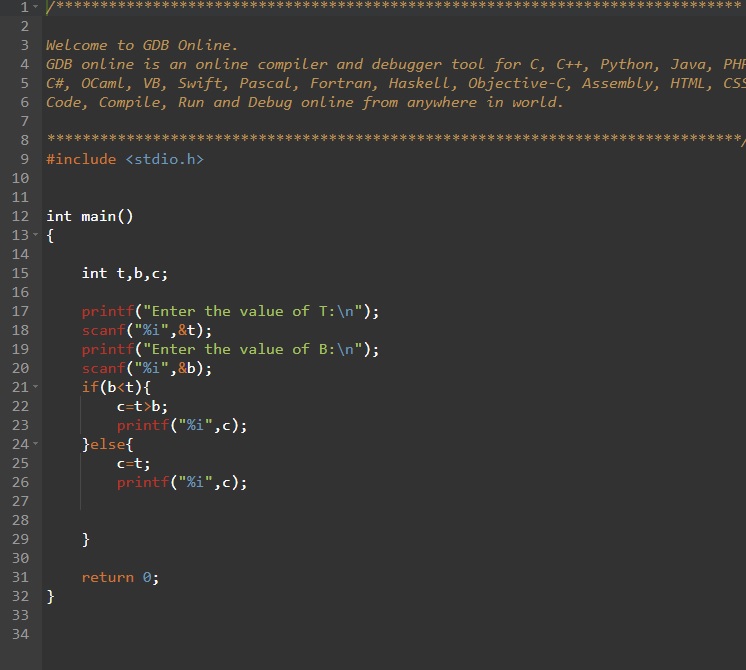 1 /******************************************************************************
2
3 Welcome to GDB Online.
4 GDB online is an online compiler and debugger tool for C, C++, Python, Java, PHP
5 C#, OCaml, VB, Swift, Pascal, Fortran, Haskell, Objective-C, Assembly, HTML, CSS
6 Code, Compile, Run and Debug online from anywhere in world.
7
8 *******************************************************************************/
9 #include <stdio.h>
10
11
12 int main()
13 {
14
15     int t,b,c;
16
17     printf("Enter the value of T:\n");
18     scanf("%i",&t);
19     printf("Enter the value of B:\n");
20     scanf("%i",&b);
21     if(b<t){
22         c=t>b;
23         printf("%i",c);
24     }else{
25         c=t;
26         printf("%i",c);
27
28
29     }
30
31     return 0;
32 }
33
34